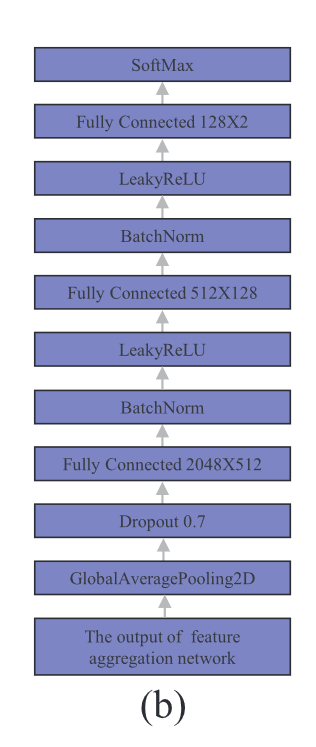 SoftMax
Fully Connected 128X2
LeakyReLU
BatchNorm
Fully Connected 512X128
LeakyReLU
BatchNorm
Fully Connected 2048X512
Dropout 0.7
GlobalAveragePooling2D
The output of feature
aggregation network
(b)